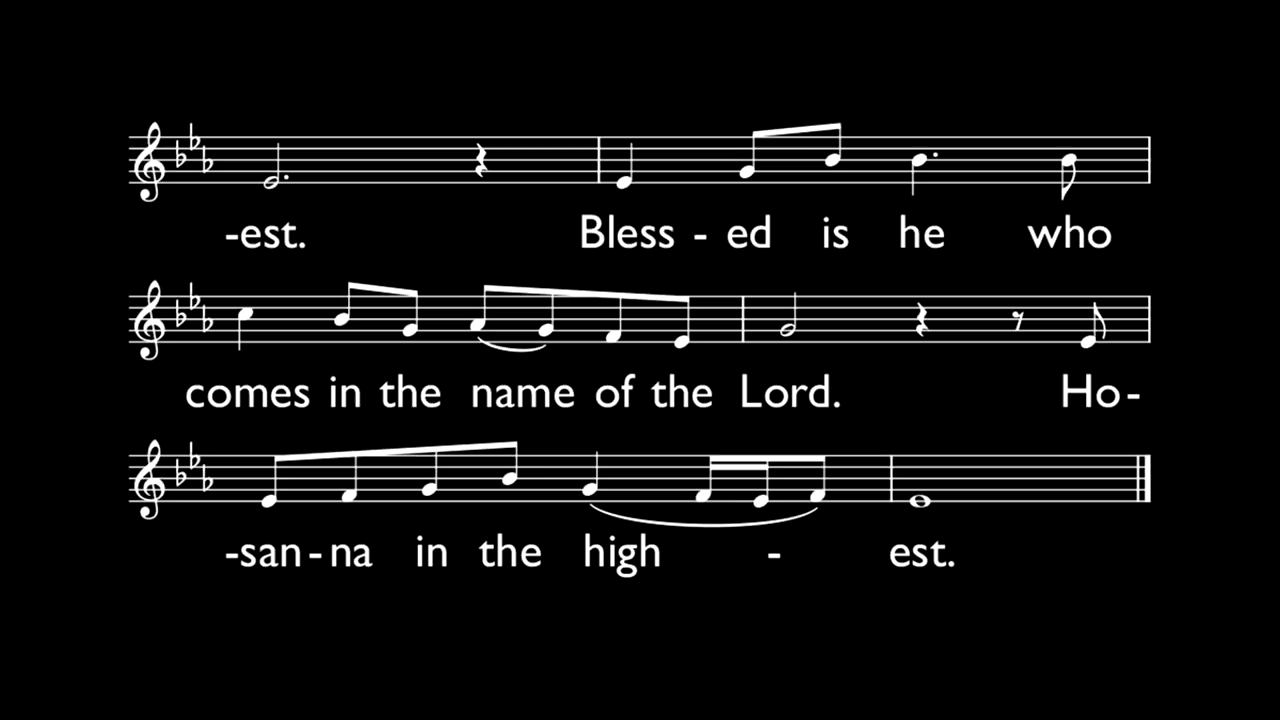 -est. Bless - ed is he who
comes in the name of the Lord. Ho-
-san-na in the high - est.